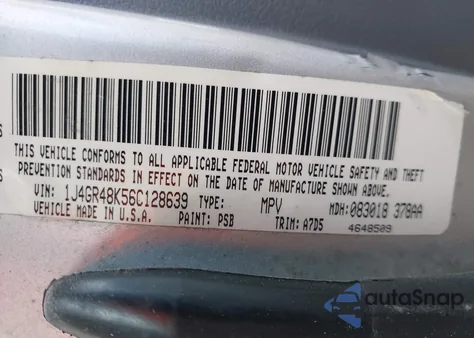 THIS VEHICLE CONFORMS TO ALL APPLICABLE FEDERAL MOTOR VEHICLE SAFETY AND THEFT
PREVENTION STANDARDS IN EFFECT ON THE DATE OF MANUFACTURE SHOWN ABOVE.
VIN: 1J4GR48K56C128639 TYPE: MPV MDH:083018 378AA
VEHICLE MADE IN U.S.A. PAINT: PSB TRIM: A7D5 4648509
autoSnap